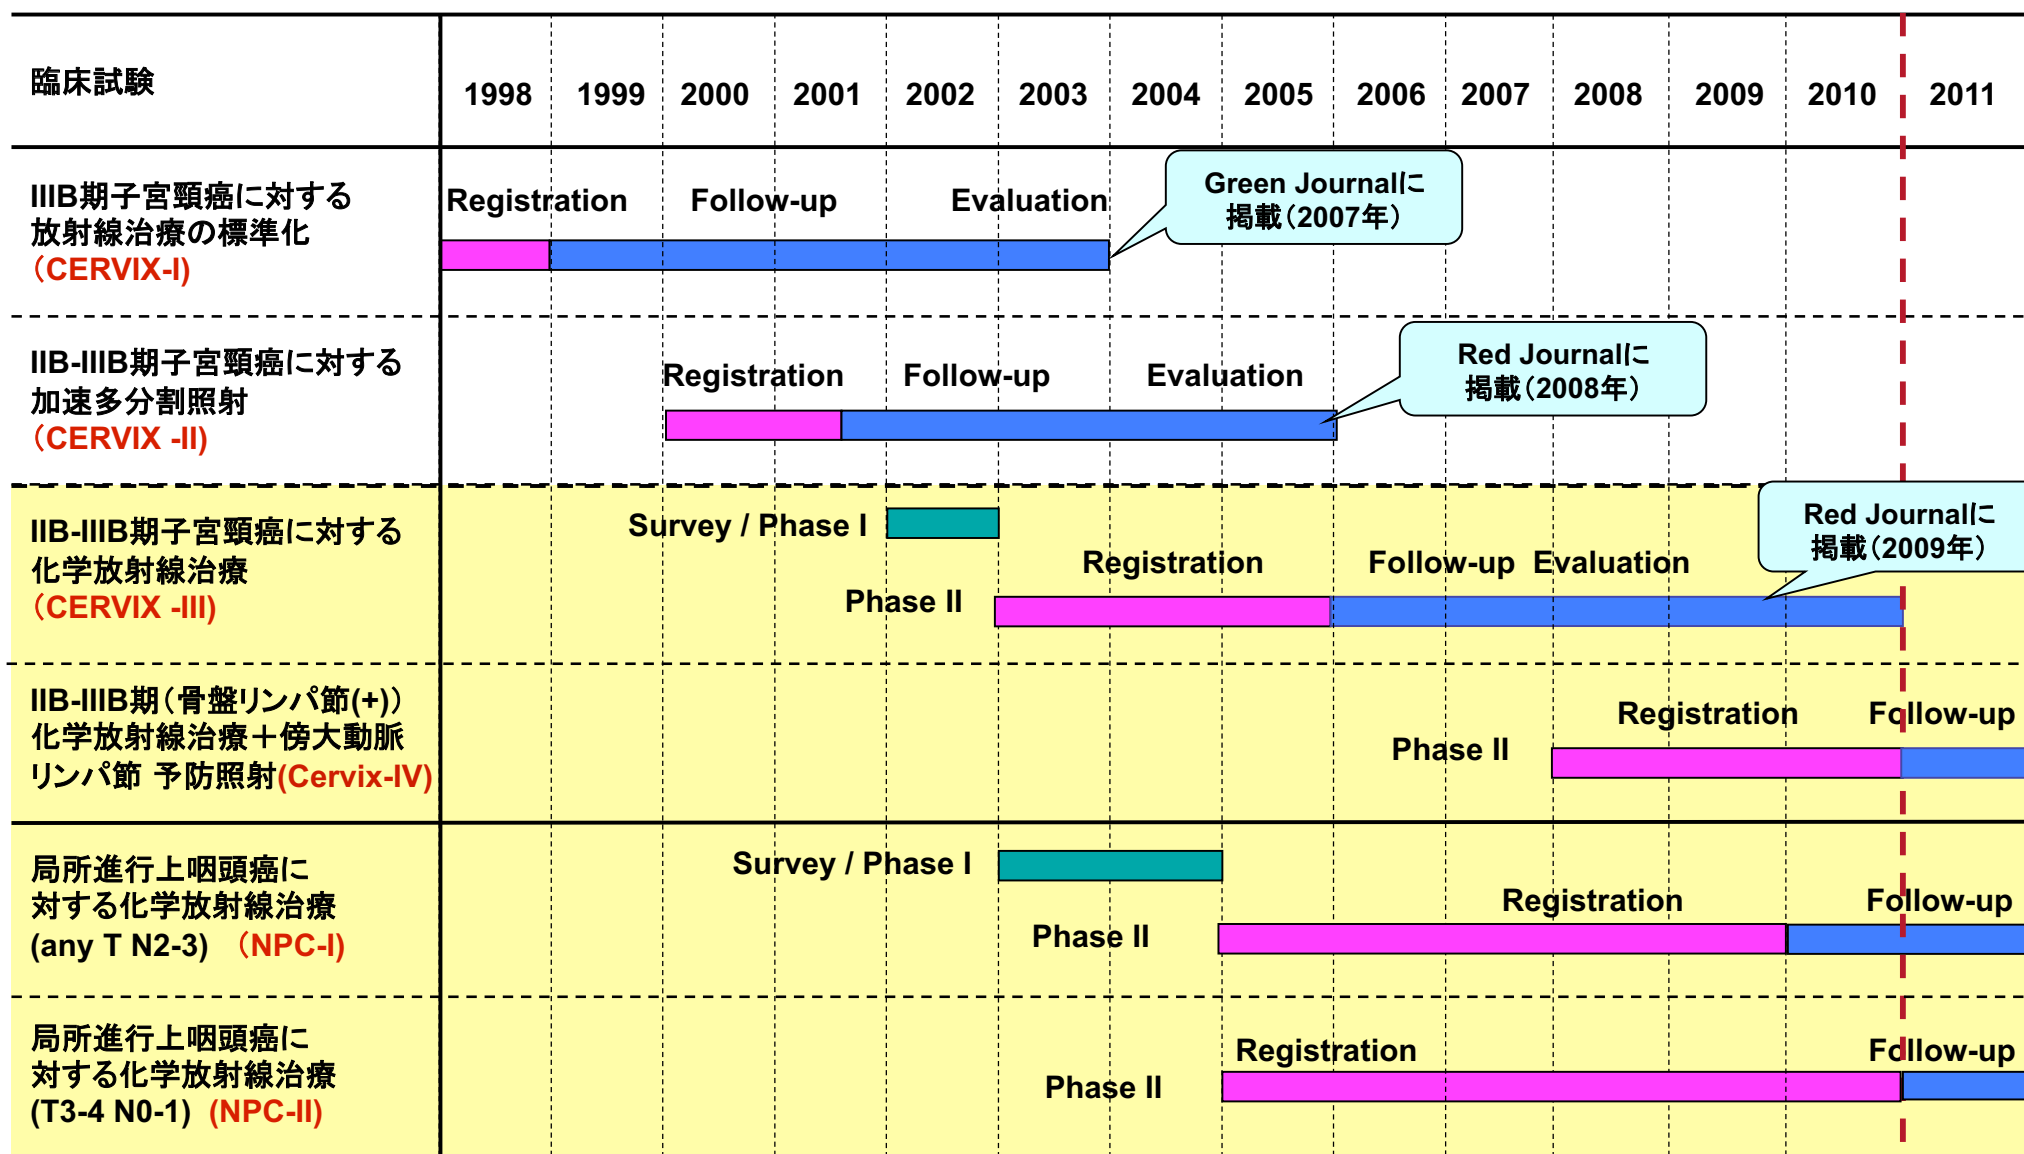 臨床試験
1998 1999 2000 2001 2002 2003 2004 2005 2006 2007 2008 2009 2010 2011
IIIB期子宮頸癌に対する
放射線治療の標準化
（CERVIX-I)
Registration Follow-up Evaluation
Green Journalに
掲載（2007年）
IIB-IIIB期子宮頸癌に対する
加速多分割照射
（CERVIX -II)
Registration Follow-up Evaluation
Red Journalに
掲載（2008年）
IIB-IIIB期子宮頸癌に対する
化学放射線治療
（CERVIX -III)
Survey / Phase I
Phase II
Registration Follow-up Evaluation
Red Journalに
掲載（2009年）
IIB-IIIB期（骨盤リンパ節(+)）
化学放射線治療＋傍大動脈
リンパ節 予防照射(Cervix-IV)
Phase II
Registration Follow-up
局所進行上咽頭癌に
対する化学放射線治療
(any T N2-3) （NPC-I)
Survey / Phase I
Phase II
Registration Follow-up
局所進行上咽頭癌に
対する化学放射線治療
(T3-4 N0-1) (NPC-II)
Phase II
Registration Follow-up